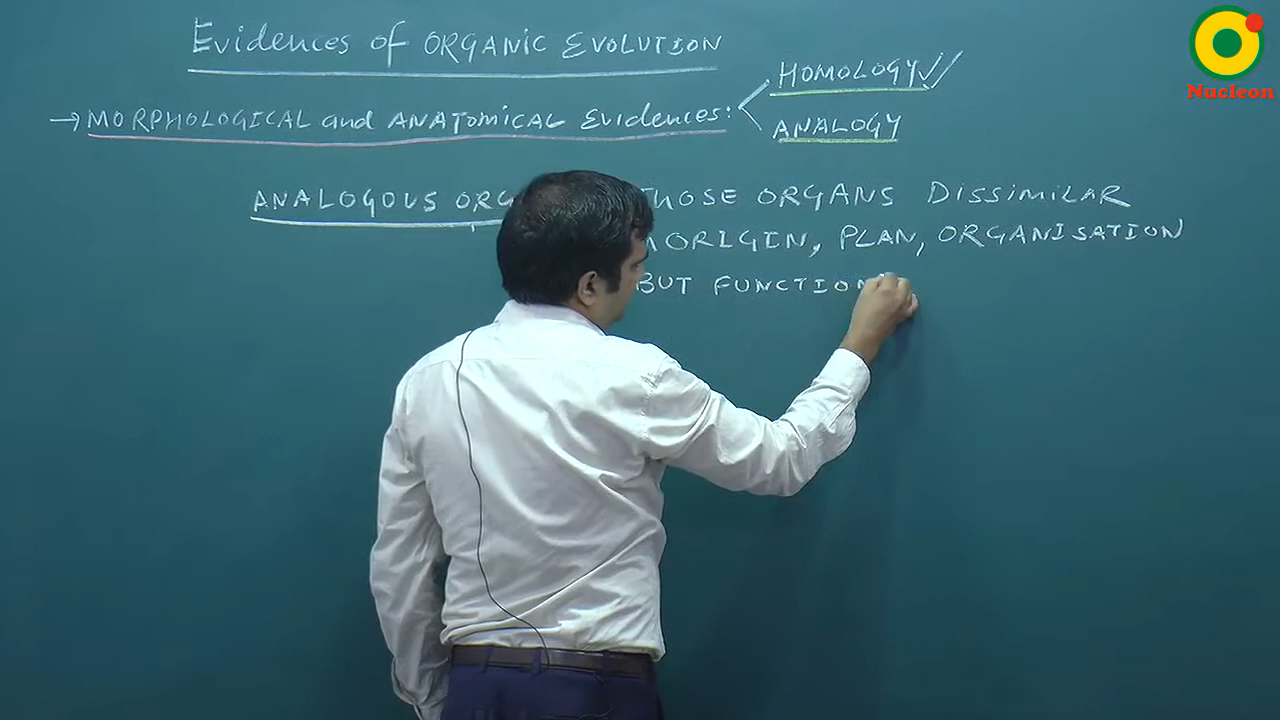 Evidences of ORGANIC EVOLUTION
HOMOLOGY
→ MORPHOLOGICAL and ANATOMICAL Evidences:
ANALOGY
ANALOGOUS THOSE ORGANS DISSIMILAR
ORIGIN, PLAN, ORGANISATION
BUT FUNCTION
Nucleon